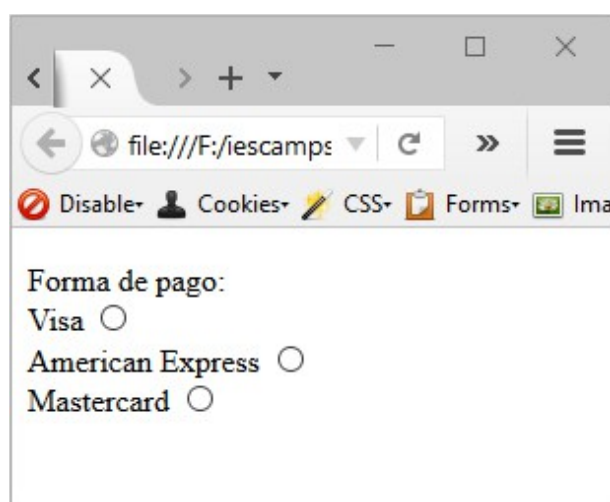 file:///F:/iescamps
Disable Cookies CSS Forms Ima
Forma de pago:
Visa
American Express
Mastercard